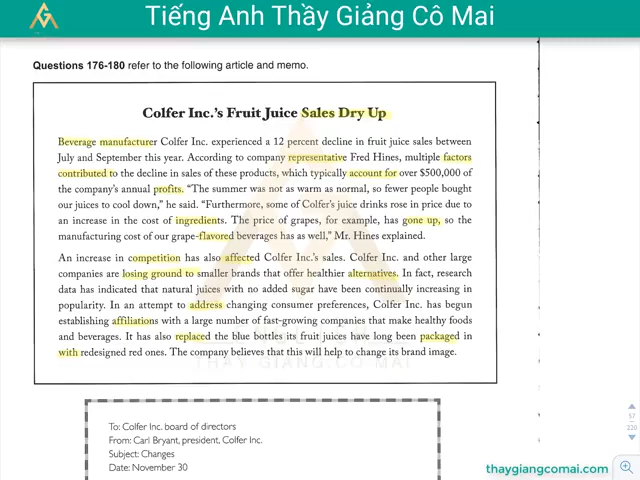 Tiếng Anh Thầy Giảng Cô Mai
Questions 176-180 refer to the following article and memo.
Colfer Inc.'s Fruit Juice Sales Dry Up
Beverage manufacturer Colfer Inc. experienced a 12 percent decline in fruit juice sales between
July and September this year. According to company representative Fred Hines, multiple factors
contributed to the decline in sales of these products, which typically account for over $500,000 of
the company's annual profits. “The summer was not as warm as normal, so fewer people bought
our juices to cool down,” he said. “Furthermore, some of Colfer's juice drinks rose in price due to
an increase in the cost of ingredients. The price of grapes, for example, has gone up, so the
manufacturing cost of our grape-flavored beverages has as well,” Mr. Hines explained.
An increase in competition has also affected Colfer Inc.'s sales. Colfer Inc. and other large
companies are losing ground to smaller brands that offer healthier alternatives. In fact, research
data has indicated that natural juices with no added sugar have been continually increasing in
popularity. In an attempt to address changing consumer preferences, Colfer Inc. has begun
establishing affiliations with a large number of fast-growing companies that make healthy foods
and beverages. It has also replaced the blue bottles its fruit juices have long been packaged in
with redesigned red ones. The company believes that this will help to change its brand image.
THAY GIANG.CO MAI
To: Colfer Inc. board of directors
From: Carl Bryant, president, Colfer Inc.
Subject: Changes
Date: November 30
57
220
thaygiangcomai.com